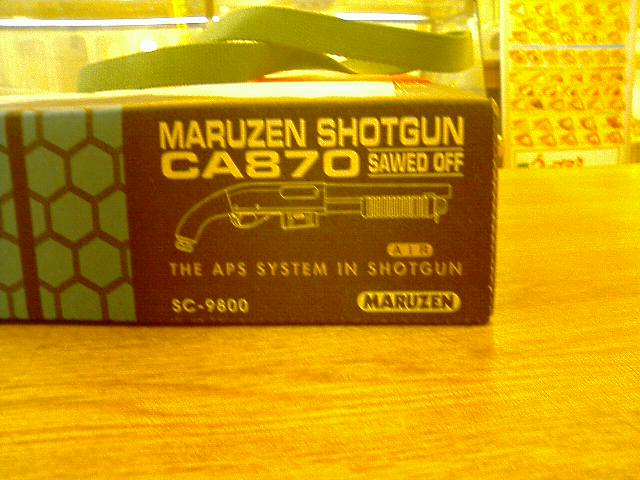 MARUZEN SHOTGUN
CA870 SAWED OFF
AIR
THE APS SYSTEM IN SHOTGUN
SC-9800 MARUZEN